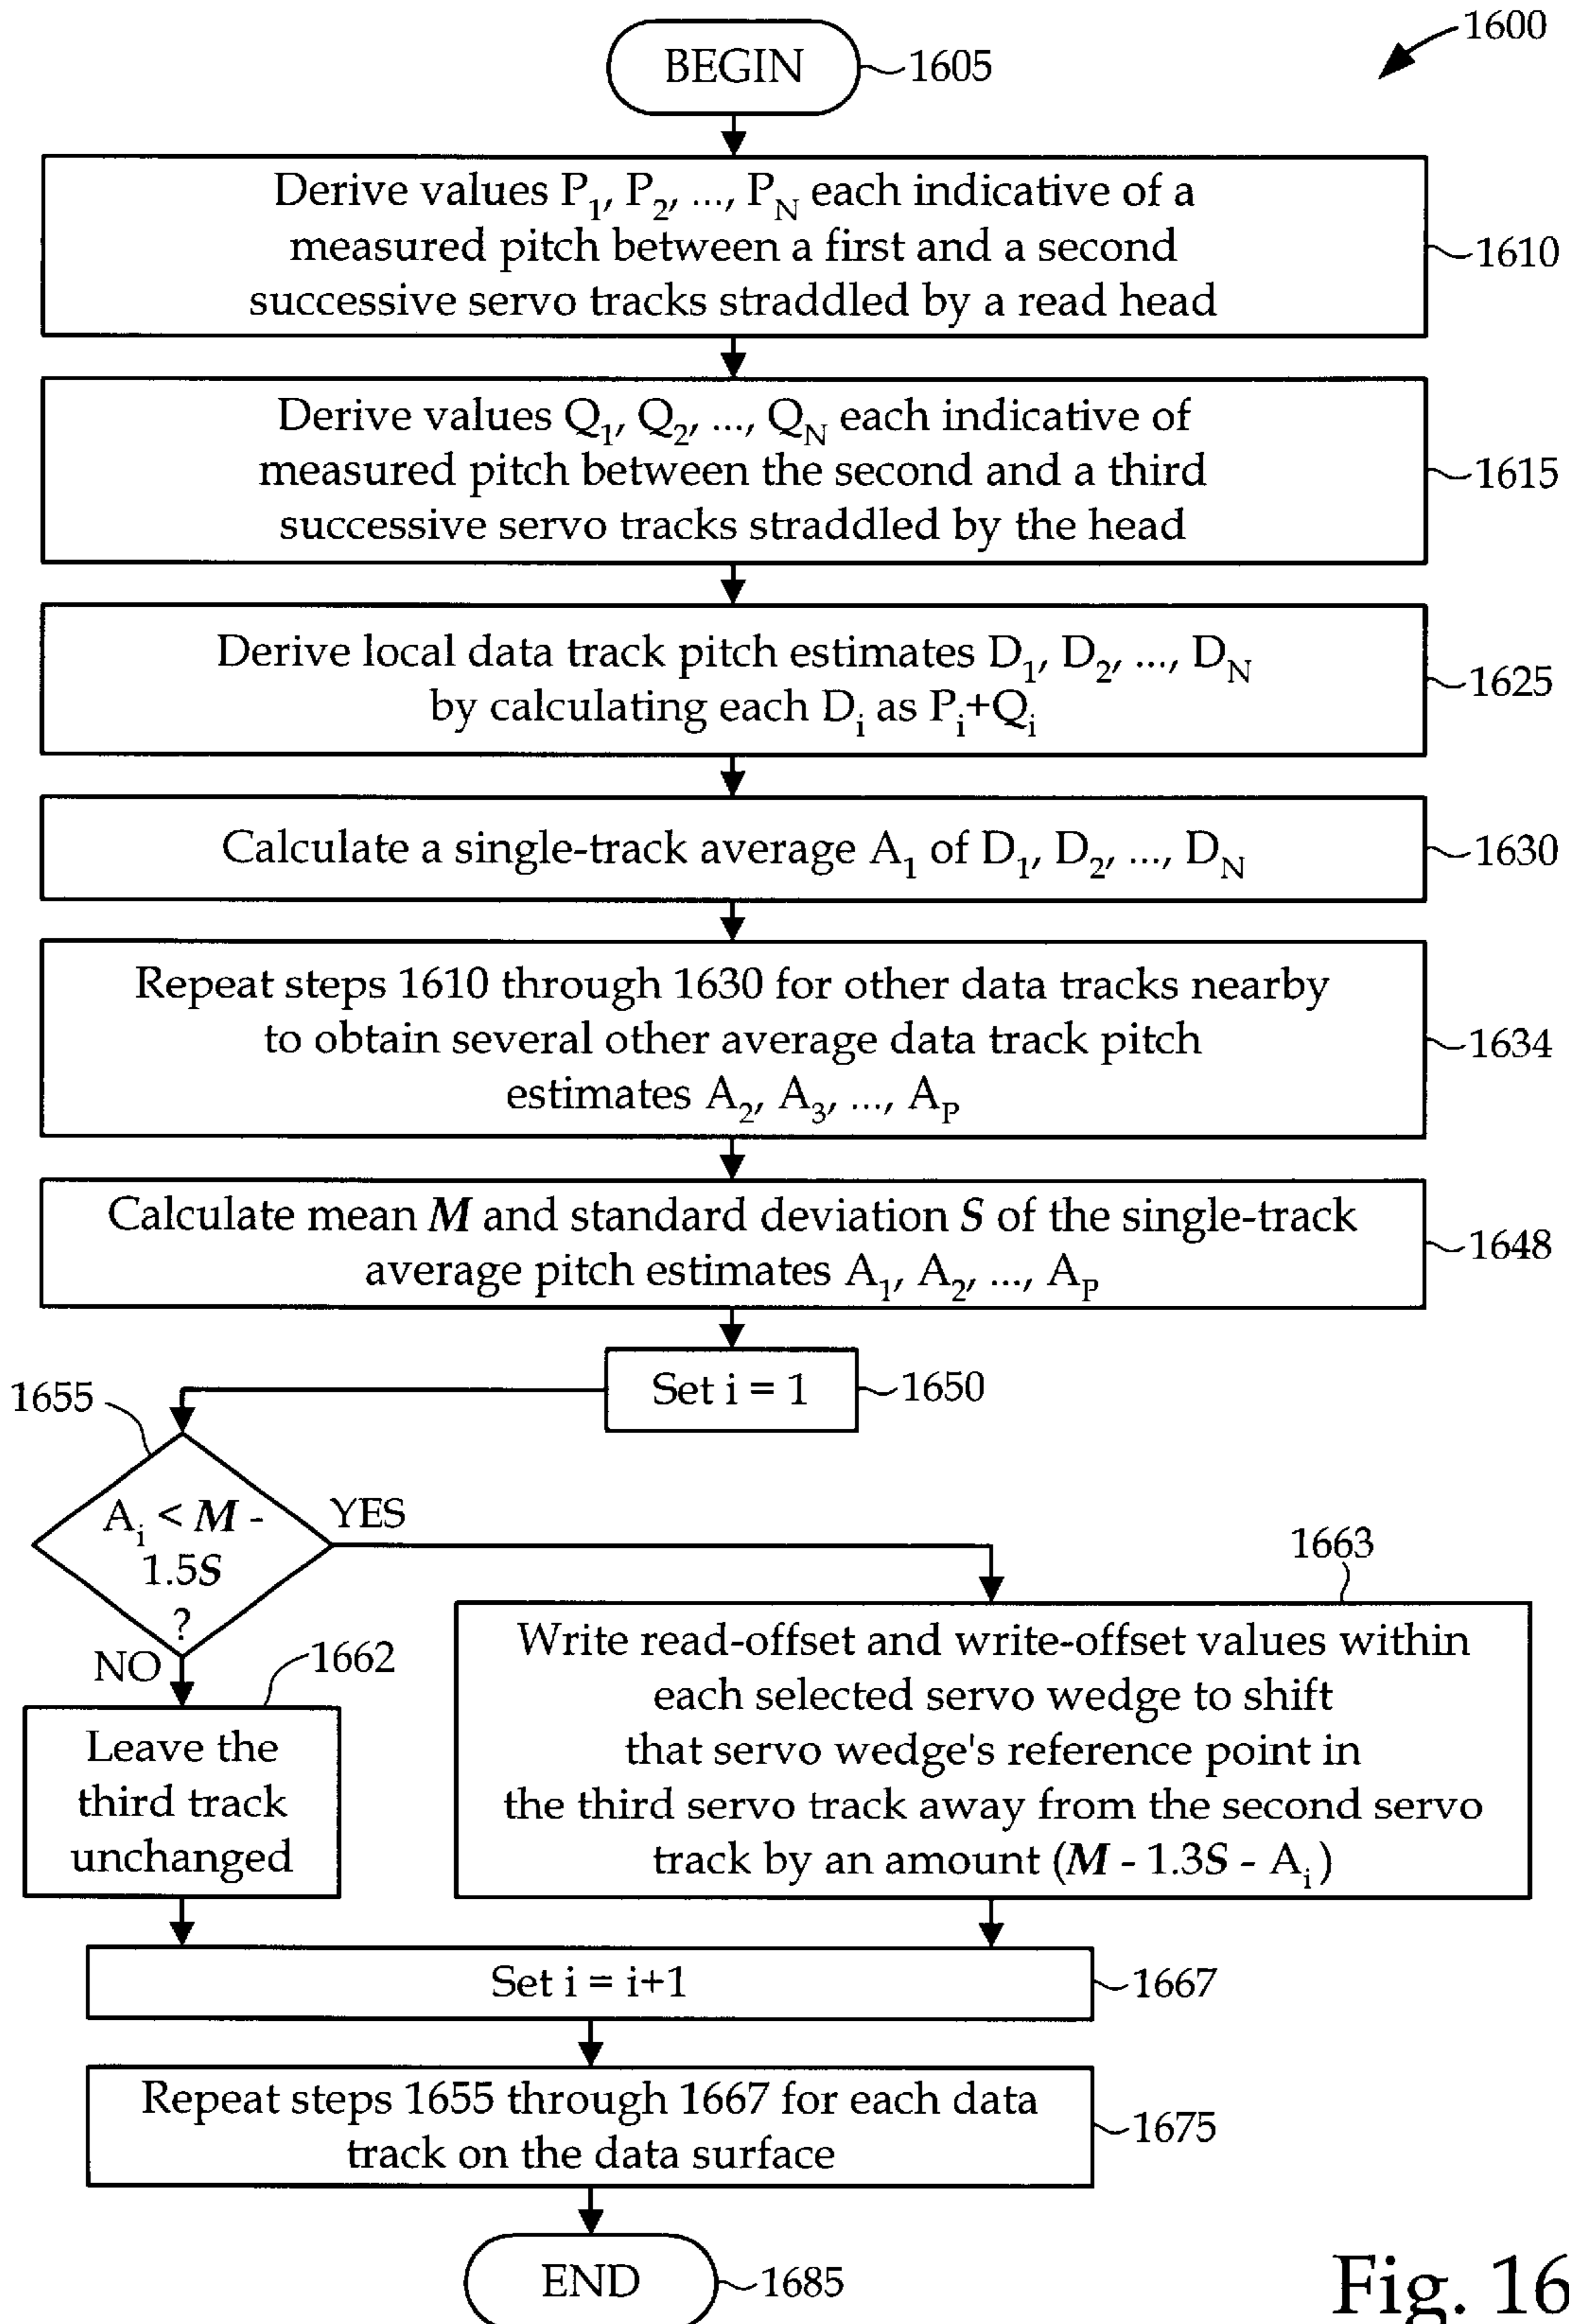 1600
BEGIN
1605
Derive values P1, P2, ..., PN each indicative of a
measured pitch between a first and a second
successive servo tracks straddled by a read head
1610
Derive values Q1, Q2, ..., QN each indicative of
measured pitch between the second and a third
successive servo tracks straddled by the head
1615
Derive local data track pitch estimates D1, D2, ..., DN
by calculating each Di as Pi+Qi
1625
Calculate a single-track average A1 of D1, D2, ..., DN
1630
Repeat steps 1610 through 1630 for other data tracks nearby
to obtain several other average data track pitch
estimates A2, A3, ..., AP
1634
Calculate mean M and standard deviation S of the single-track
average pitch estimates A1, A2, ..., AP
1648
Set i = 1
1650
1655
Ai < M -
1.5S
?
YES
NO
1662
Leave the
third track
unchanged
1663
Write read-offset and write-offset values within
each selected servo wedge to shift
that servo wedge's reference point in
the third servo track away from the second servo
track by an amount (M - 1.3S - Ai)
Set i = i+1
1667
Repeat steps 1655 through 1667 for each data
track on the data surface
1675
END
1685
Fig. 16